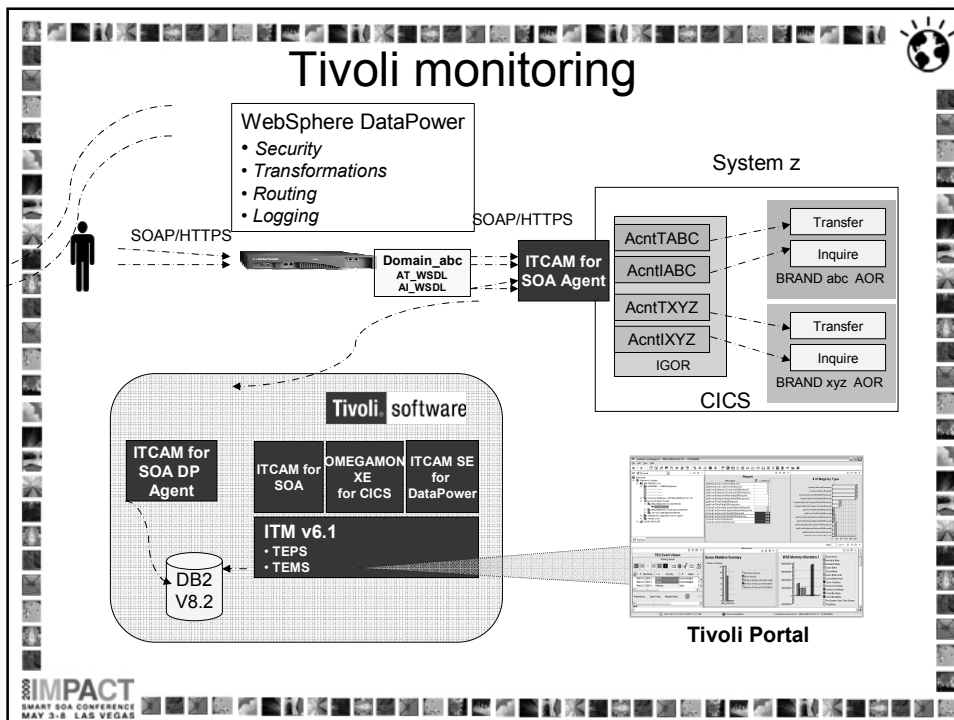 Tivoli monitoring
WebSphere DataPower
• Security
• Transformations
• Routing
• Logging
System z
SOAP/HTTPS
SOAP/HTTPS
Domain_abc
AT_WSDL
AI_WSDL
ITCAM for
SOA Agent
AcntTABC
AcntIABC
AcntTXYZ
AcntIXYZ
IGOR
Transfer
Inquire
BRAND abc AOR
Transfer
Inquire
BRAND xyz AOR
CICS
Tivoli. software
ITCAM for
SOA DP
Agent
ITCAM for
SOA
OMEGAMON
XE
for CICS
ITCAM SE
for
DataPower
ITM v6.1
• TEPS
• TEMS
DB2
V8.2
Tivoli Portal
2008 IMPACT
SMART SOA CONFERENCE
MAY 3-8 LAS VEGAS